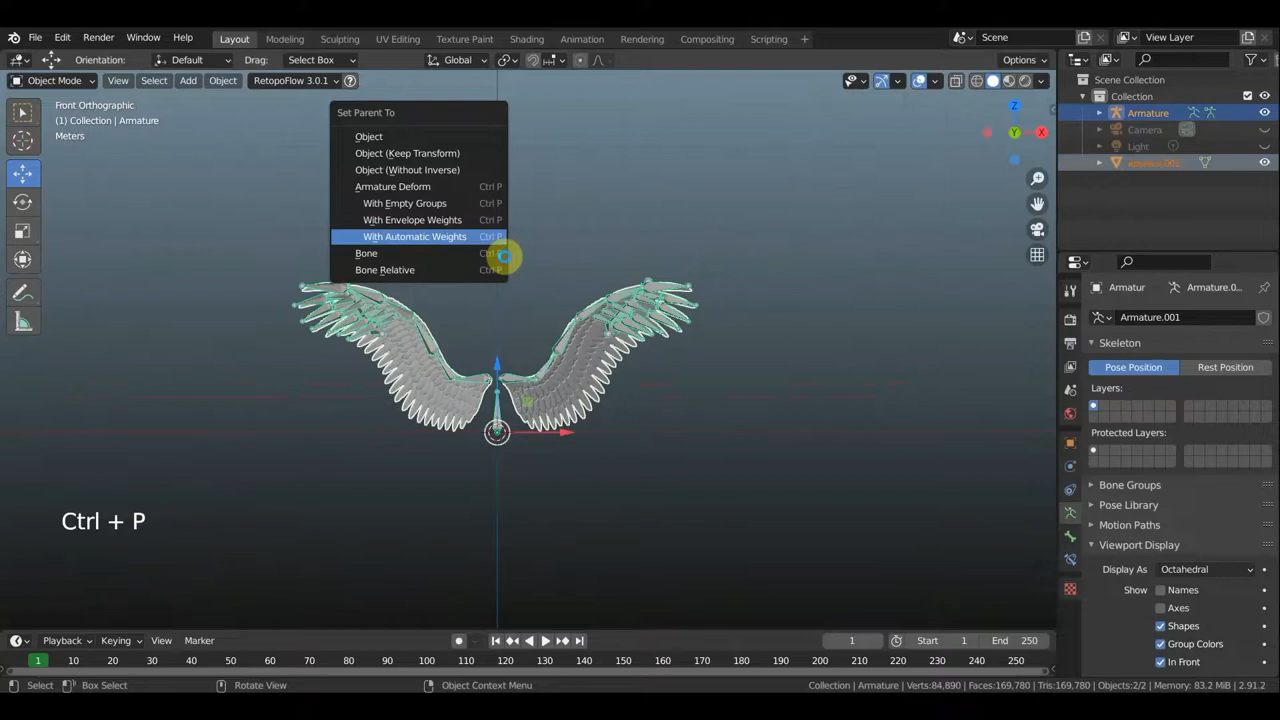 File Edit Render Window Help Layout Modeling Sculpting UV Editing Texture Paint Shading Animation Rendering Compositing Scripting + Scene View Layer
Orientation: Default Drag: Select Box Global Options
Object Mode View Select Add Object RetopoFlow 3.0.1 ?
Front Orthographic
(1) Collection | Armature
Meters
Set Parent To
Object
Object (Keep Transform)
Object (Without Inverse)
Armature Deform Ctrl P
With Empty Groups Ctrl P
With Envelope Weights Ctrl P
With Automatic Weights Ctrl P
Bone
Bone Relative Ctrl P
Z
Y
X
Scene Collection
Collection
Armature
Camera
Light
Armatur Armature.0...
Armature.001
Skeleton
Pose Position Rest Position
Layers:
Protected Layers:
Bone Groups
Pose Library
Motion Paths
Viewport Display
Display As Octahedral
Show Names
Axes
Shapes
Group Colors
In Front
Ctrl + P
Playback Keying View Marker 1 Start 1 End 250
1 10 20 30 40 50 60 70 80 90 100 110 120 130 140 150 160 170 180 190 200 210 220 230 240 250
Select Box Select Rotate View Object Context Menu Collection | Armature | Verts:84,890 | Faces:169,780 | Tris:169,780 | Objects:2/2 | Memory: 83.2 MiB | 2.91.2